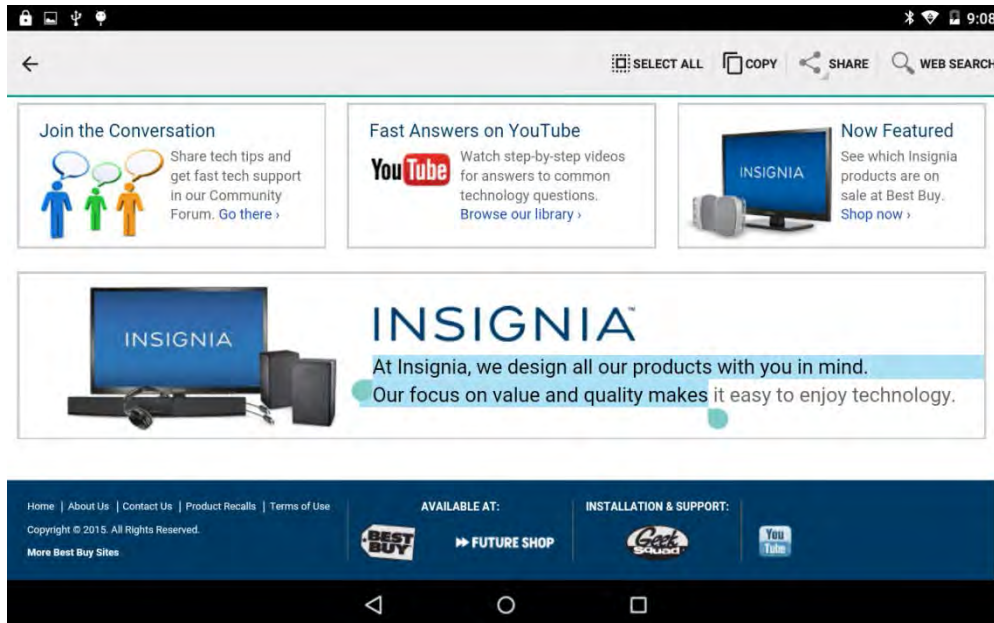 9:08
SELECT ALL
COPY
SHARE
WEB SEARCH
Join the Conversation
Share tech tips and
get fast tech support
in our Community
Forum. Go there ›
Fast Answers on YouTube
You Tube
Watch step-by-step videos
for answers to common
technology questions.
Browse our library ›
INSIGNIA
Now Featured
See which Insignia
products are on
sale at Best Buy.
Shop now ›
INSIGNIA
INSIGNIA™
At Insignia, we design all our products with you in mind.
Our focus on value and quality makes it easy to enjoy technology.
Home | About Us | Contact Us | Product Recalls | Terms of Use
Copyright © 2015. All Rights Reserved.
More Best Buy Sites
AVAILABLE AT:
BEST BUY
FUTURE SHOP
INSTALLATION & SUPPORT:
Geek Squad
You Tube